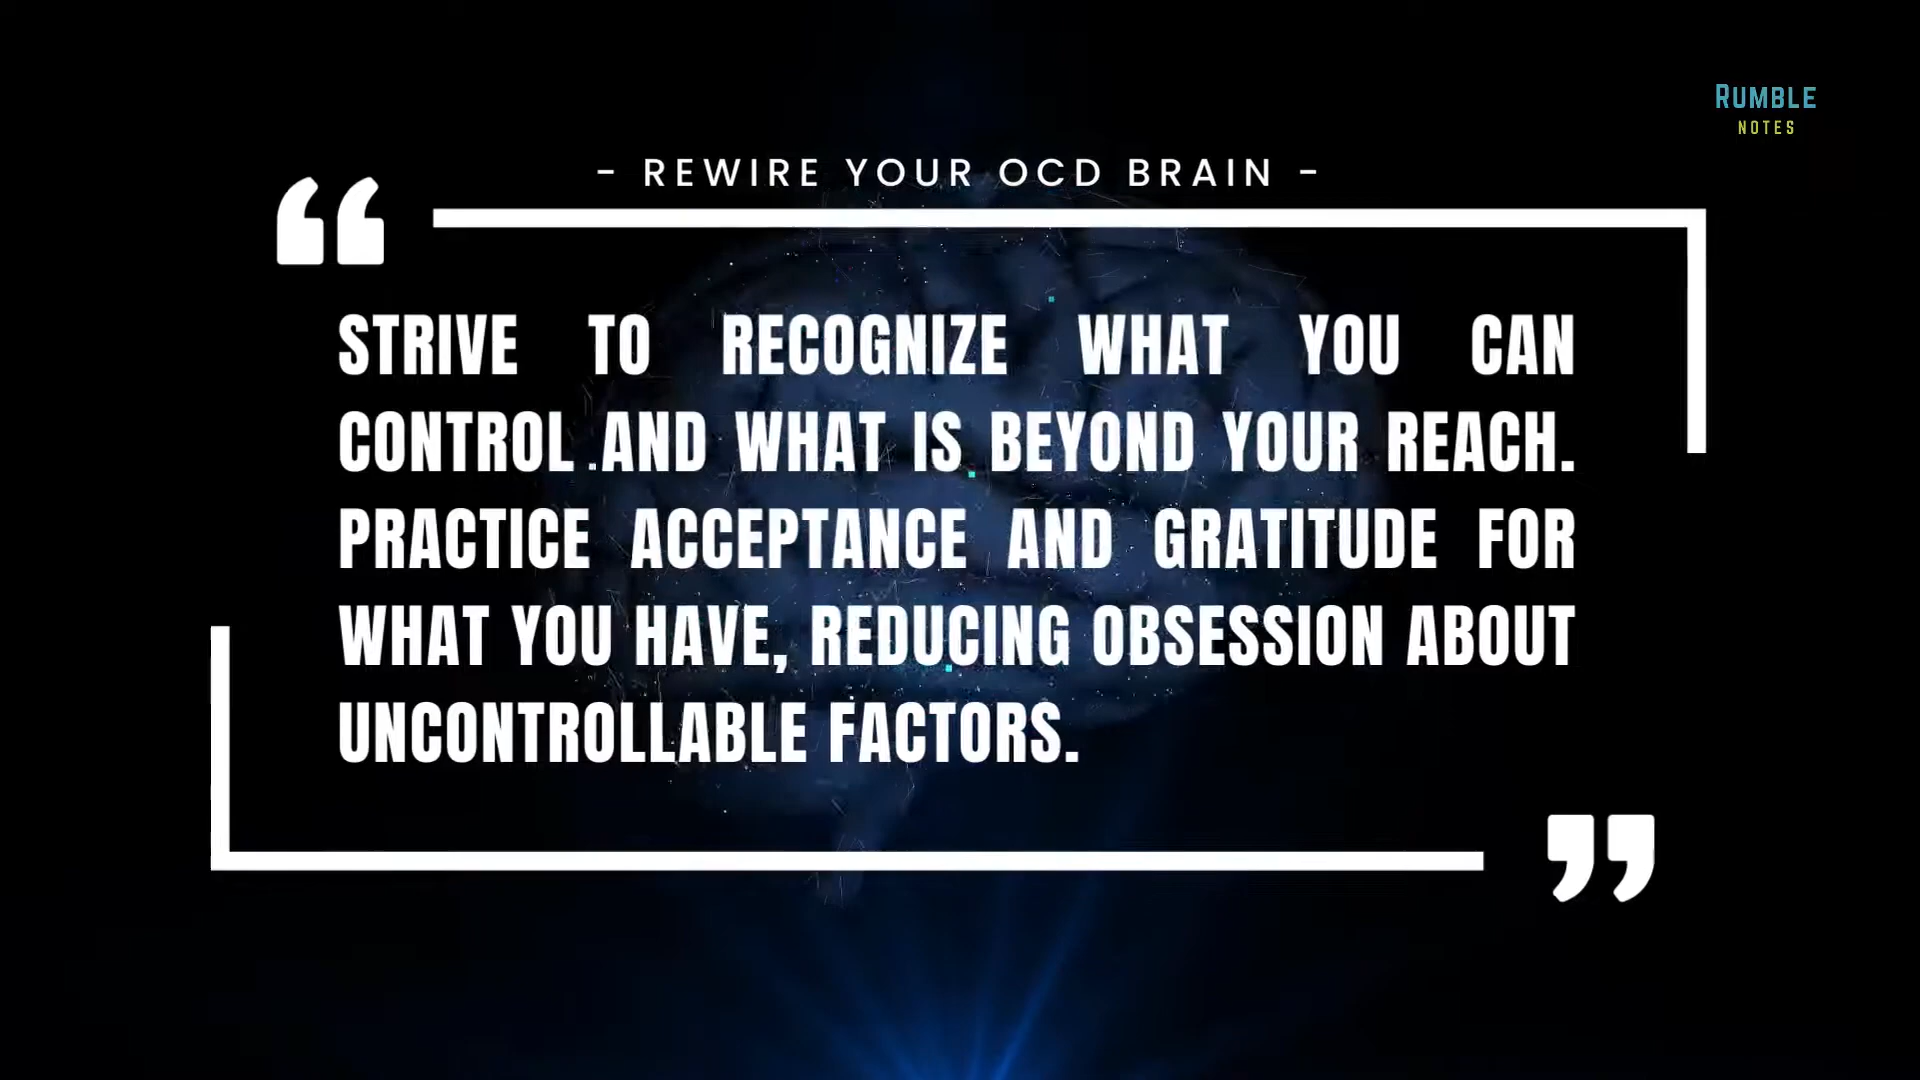 RUMBLE
NOTES
- REWIRE YOUR OCD BRAIN -
“
STRIVE TO RECOGNIZE WHAT YOU CAN
CONTROL AND WHAT IS BEYOND YOUR REACH.
PRACTICE ACCEPTANCE AND GRATITUDE FOR
WHAT YOU HAVE, REDUCING OBSESSION ABOUT
UNCONTROLLABLE FACTORS.
”